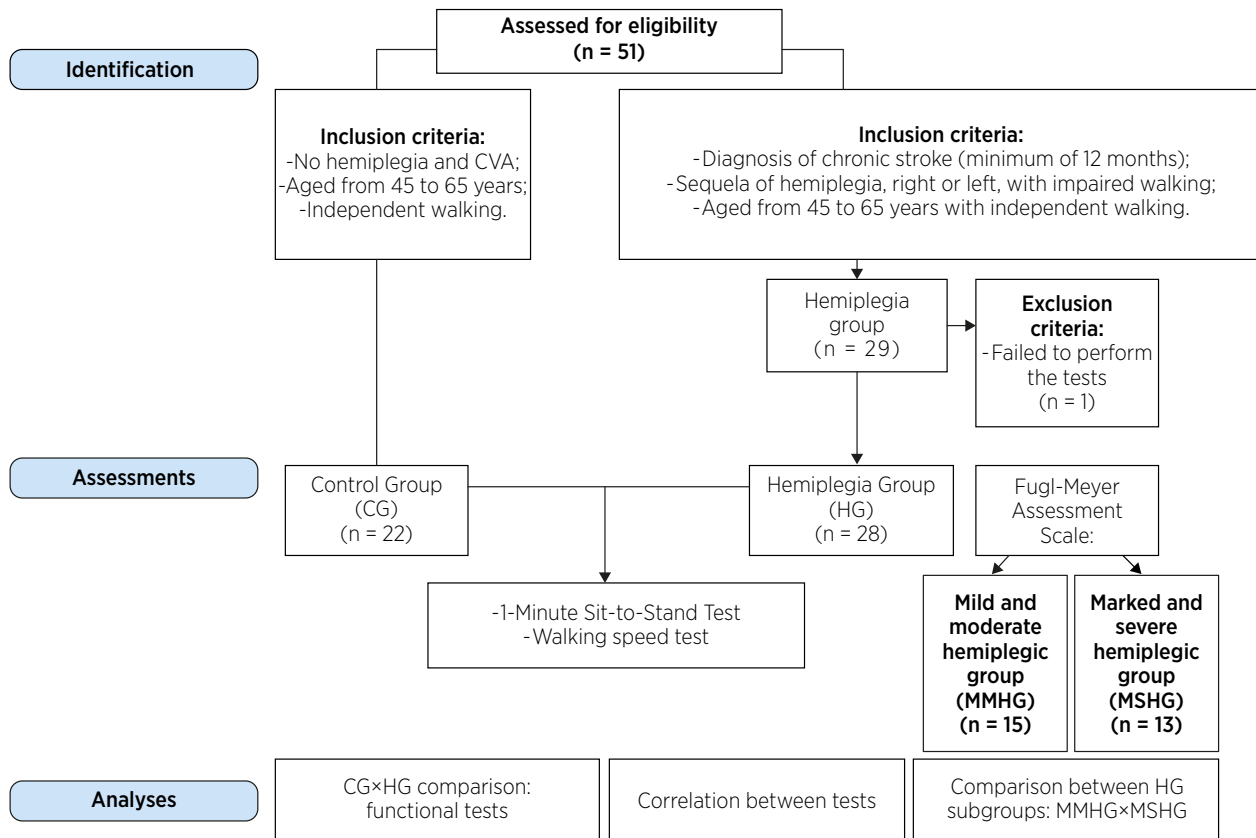 Assessed for eligibility
(n = 51)
Identification
Inclusion criteria:
-No hemiplegia and CVA;
-Aged from 45 to 65 years;
-Independent walking.
Inclusion criteria:
-Diagnosis of chronic stroke (minimum of 12 months);
-Sequela of hemiplegia, right or left, with impaired walking;
-Aged from 45 to 65 years with independent walking.
Hemiplegia
group
(n = 29)
Exclusion
criteria:
-Failed to perform
the tests
(n = 1)
Assessments
Control Group
(CG)
(n = 22)
Hemiplegia Group
(HG)
(n = 28)
Fugl-Meyer
Assessment
Scale:
-1-Minute Sit-to-Stand Test
-Walking speed test
Mild and
moderate
hemiplegic
group
(MMHG)
(n = 15)
Marked and
severe
hemiplegic
group
(MSHG)
(n = 13)
Analyses
CG×HG comparison:
functional tests
Correlation between tests
Comparison between HG
subgroups: MMHG×MSHG